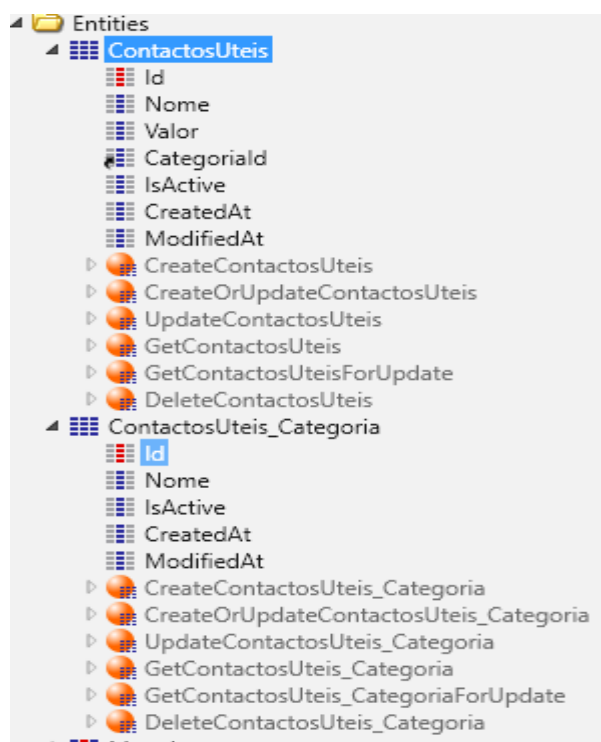 Entities
ContactosUteis
Id
Nome
Valor
CategoriaId
IsActive
CreatedAt
ModifiedAt
CreateContactosUteis
CreateOrUpdateContactosUteis
UpdateContactosUteis
GetContactosUteis
GetContactosUteisForUpdate
DeleteContactosUteis
ContactosUteis_Categoria
Id
Nome
IsActive
CreatedAt
ModifiedAt
CreateContactosUteis_Categoria
CreateOrUpdateContactosUteis_Categoria
UpdateContactosUteis_Categoria
GetContactosUteis_Categoria
GetContactosUteis_CategoriaForUpdate
DeleteContactosUteis_Categoria